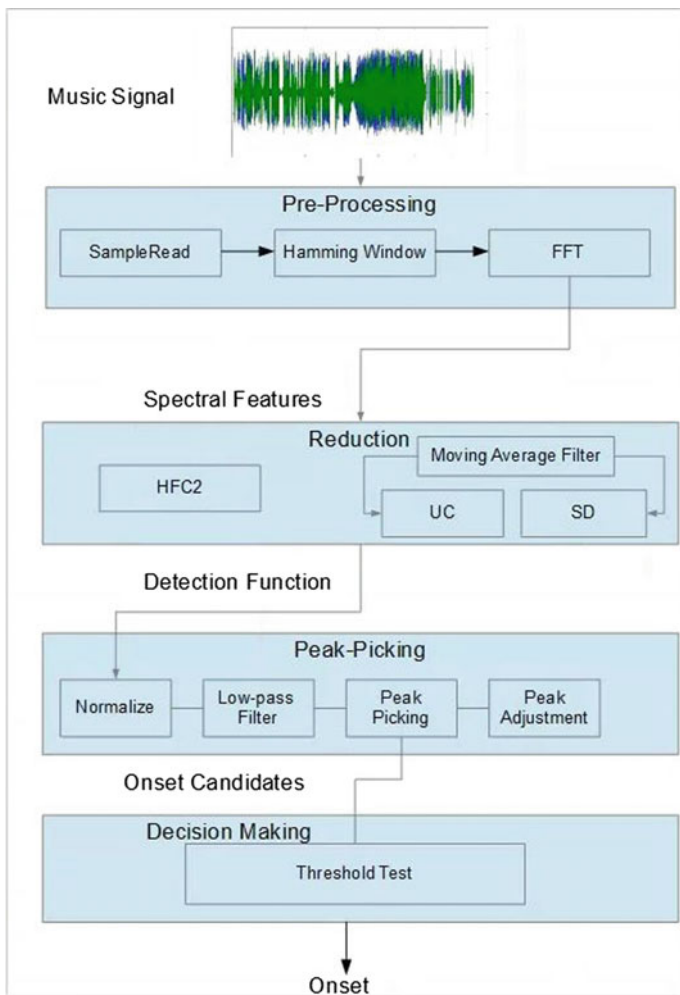 Music Signal
Pre-Processing
SampleRead
Hamming Window
FFT
Spectral Features
Reduction
Moving Average Filter
HFC2
UC
SD
Detection Function
Peak-Picking
Normalize
Low-pass
Filter
Peak
Picking
Peak
Adjustment
Onset Candidates
Decision Making
Threshold Test
Onset